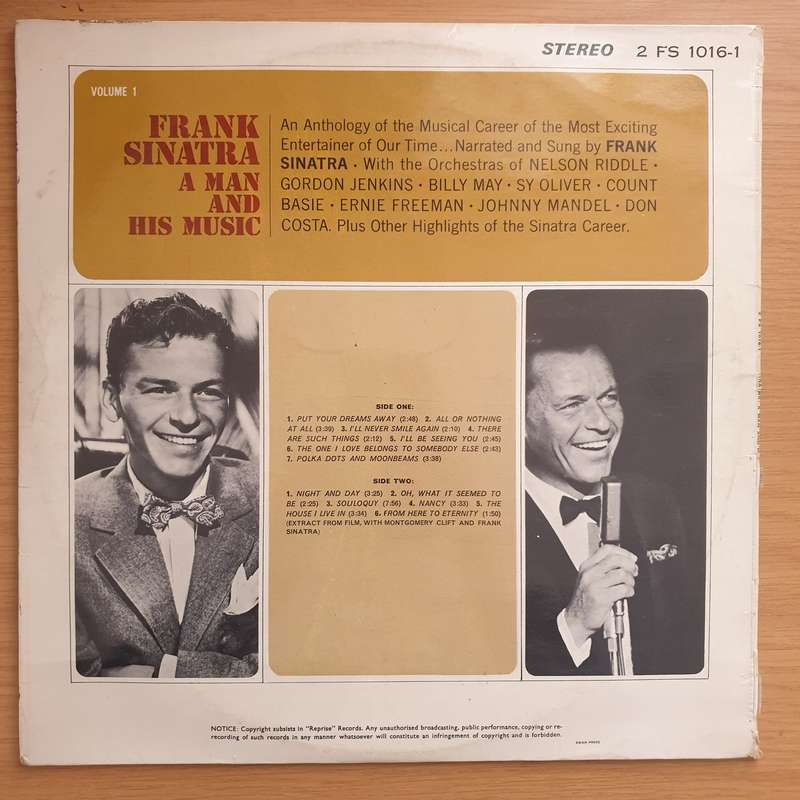 STEREO 2 FS 1016-1
VOLUME 1
FRANK
SINATRA
A MAN
AND
HIS MUSIC
An Anthology of the Musical Career of the Most Exciting
Entertainer of Our Time...Narrated and Sung by FRANK
SINATRA • With the Orchestras of NELSON RIDDLE •
GORDON JENKINS • BILLY MAY • SY OLIVER • COUNT
BASIE • ERNIE FREEMAN • JOHNNY MANDEL • DON
COSTA. Plus Other Highlights of the Sinatra Career.
SIDE ONE:
1. PUT YOUR DREAMS AWAY (2:48) 2. ALL OR NOTHING
AT ALL (3:39) 3. I'LL NEVER SMILE AGAIN (2:10) 4. THERE
ARE SUCH THINGS (2:12) 5. I'LL BE SEEING YOU (2:45)
6. THE ONE I LOVE BELONGS TO SOMEBODY ELSE (2:43)
7. POLKA DOTS AND MOONBEAMS (3:38)
SIDE TWO:
1. NIGHT AND DAY (3:25) 2. OH, WHAT IT SEEMED TO
BE (2:25) 3. SOULOQUY (7:56) 4. NANCY (3:33) 5. THE
HOUSE I LIVE IN (3:34) 6. FROM HERE TO ETERNITY (1:50)
(EXTRACT FROM FILM, WITH MONTGOMERY CLIFT AND FRANK
SINATRA)
NOTICE: Copyright subsists in "Reprise" Records. Any unauthorised broadcasting, public performance, copying or re-
recording of such records in any manner whatsoever will constitute an infringement of copyright and is forbidden.
SWAN PRESS